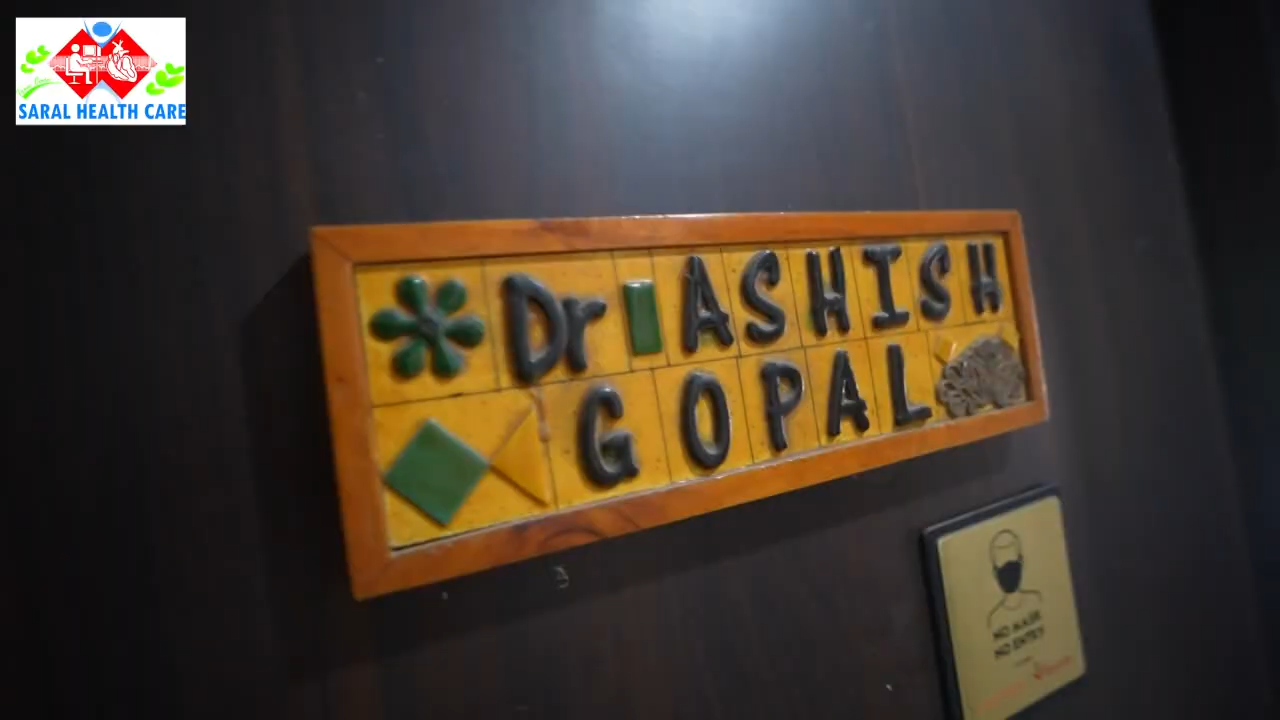 SARAL HEALTH CARE
Dr ASHISH
GOPAL
NO MASK
NO ENTRY